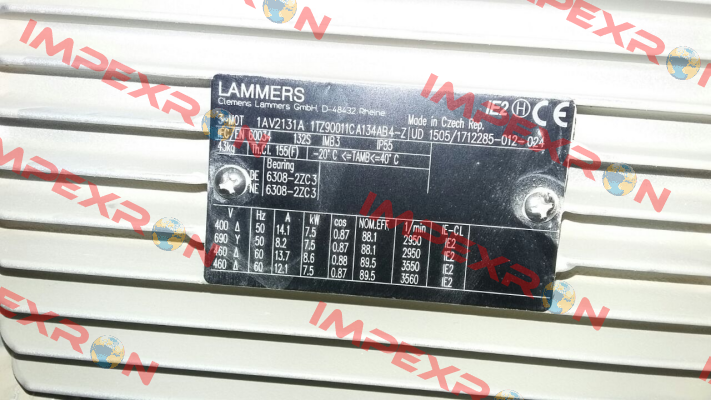 LAMMERS
Clemens Lammers GmbH, D-48432 Rheine
IE2 H CE
3~MOT 1AV2131A 1TZ90011CA134AB4-Z UD 1505/1712285-012-024
Made in Czech Rep.
IEC/EN 60034 132S IMB3 IP55
43kg Th.CL 155(F) -20°C <=TAMB<=40°C
Bearing
DE 6308-2ZC3
NE 6308-2ZC3
V Hz A kW cos NOM.EFF 1/min IE-CL
400 Δ 50 14.1 7.5 0.87 88.1 2950 IE2
690 Y 50 8.2 7.5 0.87 88.1 2950 IE2
460 Δ 60 13.7 8.6 0.88 89.5 3550 IE2
460 Δ 60 12.1 7.5 0.87 89.5 3560 IE2
IMPEXRON
IMPEXRON
IMPEXRON
IMPEXRON
IMPEXRON